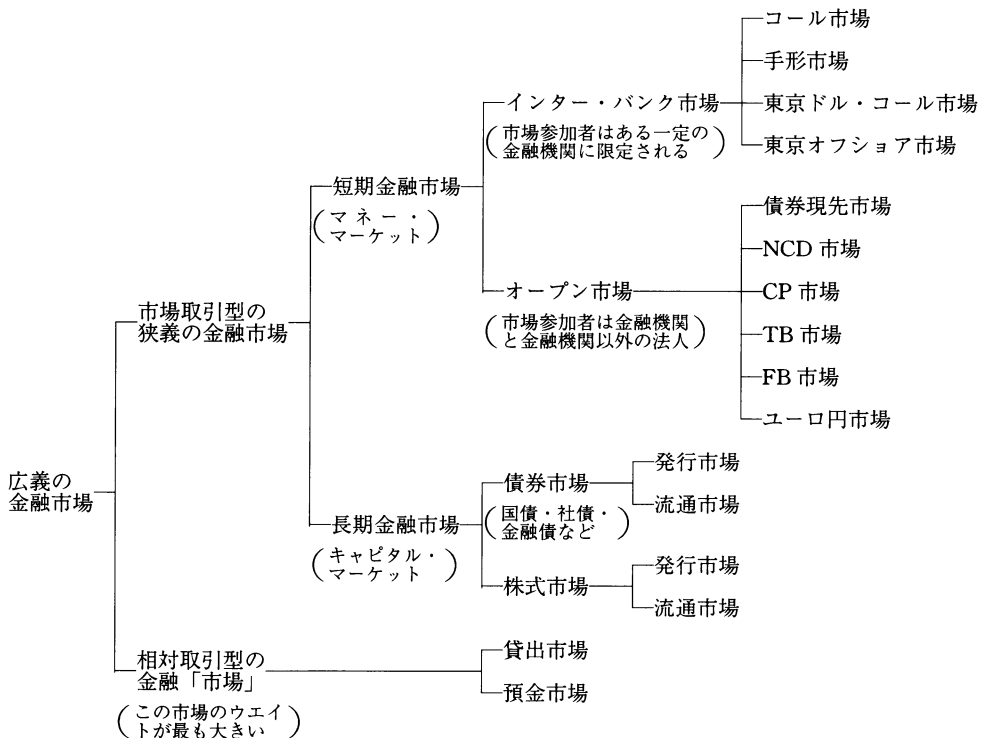 広義の
金融市場
市場取引型の
狭義の金融市場
短期金融市場
(マネー・
マーケット)
インター・バンク市場
(市場参加者はある一定の
金融機関に限定される)
コール市場
手形市場
東京ドル・コール市場
東京オフショア市場
オープン市場
(市場参加者は金融機関
と金融機関以外の法人)
債券現先市場
NCD 市場
CP 市場
TB 市場
FB 市場
ユーロ円市場
長期金融市場
(キャピタル・
マーケット)
債券市場
(国債・社債・
金融債など)
発行市場
流通市場
株式市場
発行市場
流通市場
相対取引型の
金融「市場」
(この市場のウエイ
トが最も大きい)
貸出市場
預金市場